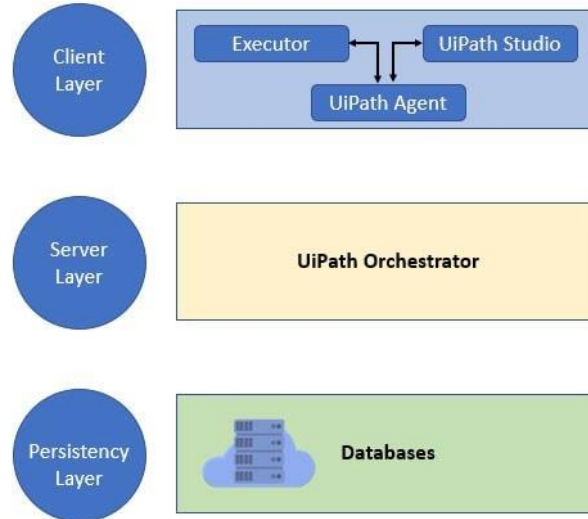 Client
Layer
Executor
UiPath Studio
UiPath Agent
Server
Layer
UiPath Orchestrator
Persistency
Layer
Databases